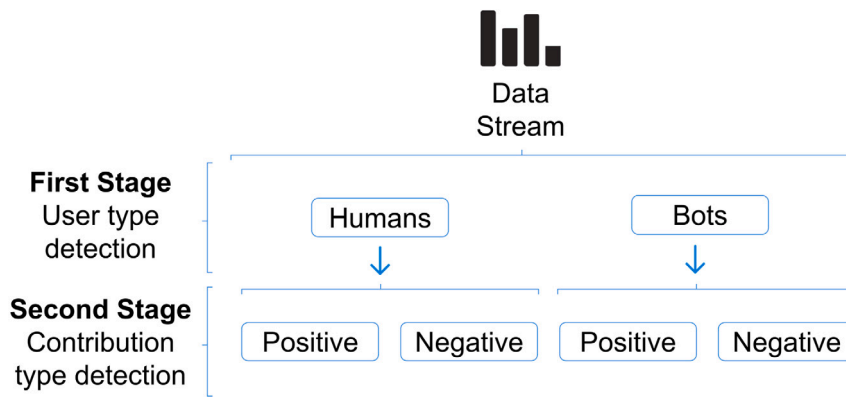 Data
Stream
First Stage
User type
detection
Humans
Bots
Second Stage
Contribution
type detection
Positive
Negative
Positive
Negative